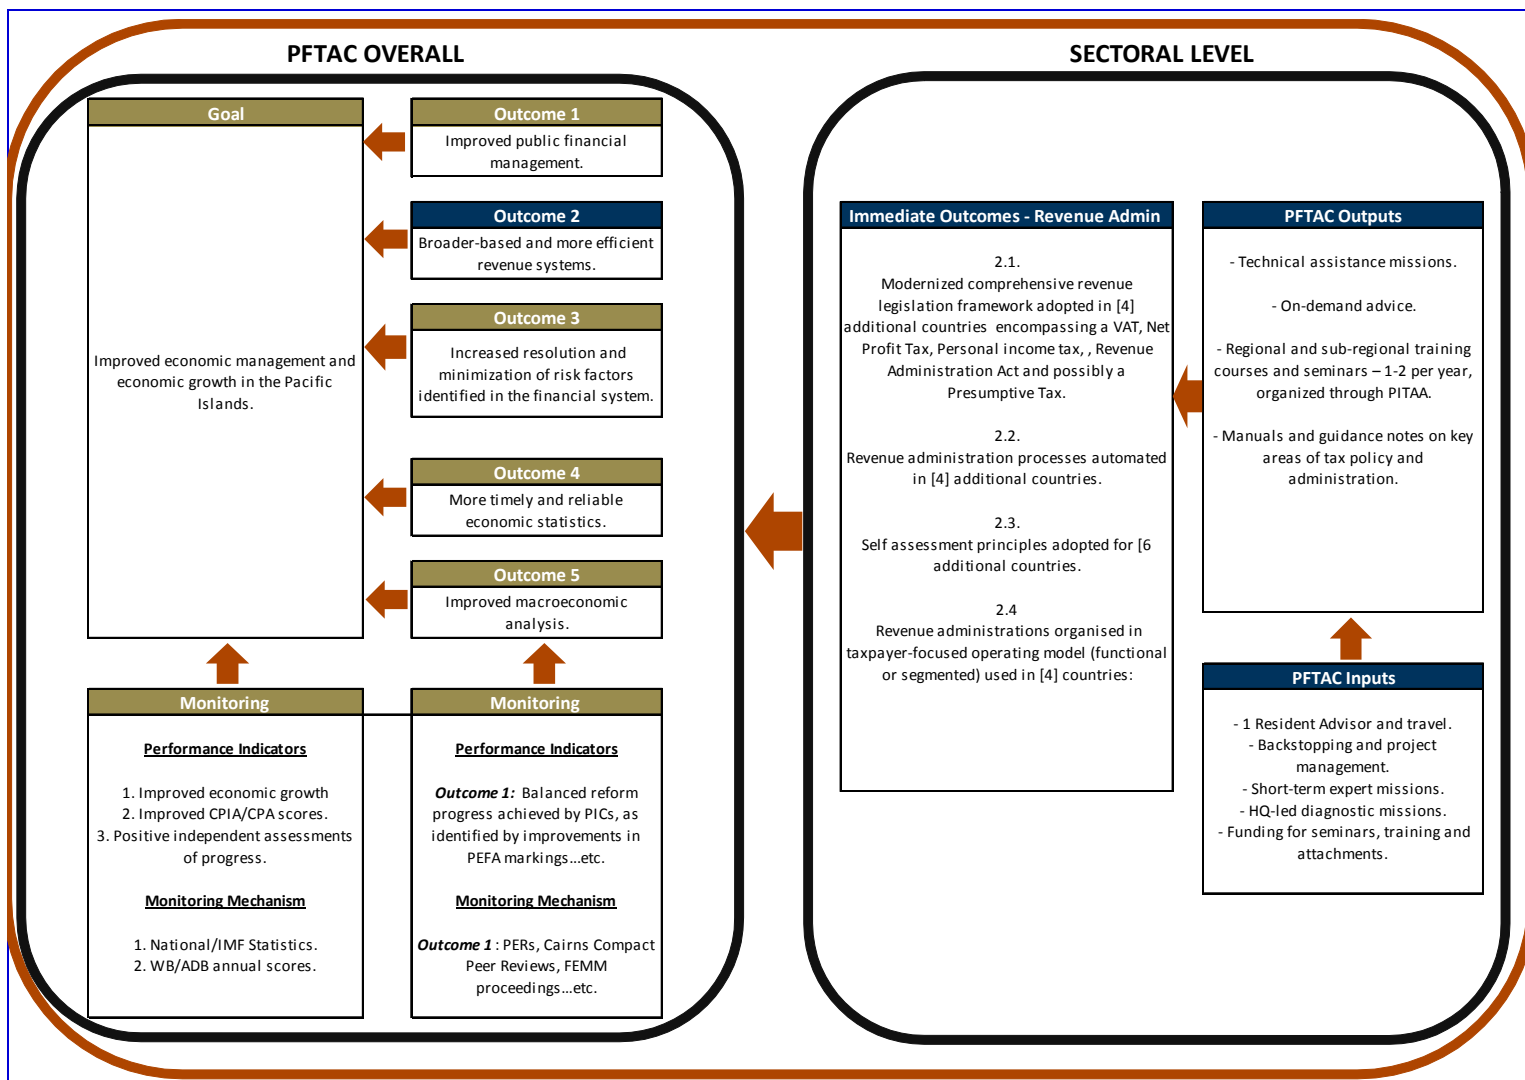 PFTAC OVERALL
Goal
Improved economic management and
economic growth in the Pacific
Islands.
Outcome 1
Improved public financial
management.
Outcome 2
Broader-based and more efficient
revenue systems.
Outcome 3
Increased resolution and
minimization of risk factors
identified in the financial system.
Outcome 4
More timely and reliable
economic statistics.
Outcome 5
Improved macroeconomic
analysis.
Monitoring
Performance Indicators
1. Improved economic growth
2. Improved CPIA/CPA scores.
3. Positive independent assessments
of progress.
Monitoring Mechanism
1. National/IMF Statistics.
2. WB/ADB annual scores.
Monitoring
Performance Indicators
Outcome 1: Balanced reform
progress achieved by PICs, as
identified by improvements in
PEFA markings...etc.
Monitoring Mechanism
Outcome 1 : PERs, Cairns Compact
Peer Reviews, FEMM
proceedings...etc.
SECTORAL LEVEL
Immediate Outcomes - Revenue Admin
2.1.
Modernized comprehensive revenue
legislation framework adopted in [4]
additional countries encompassing a VAT, Net
Profit Tax, Personal income tax, , Revenue
Administration Act and possibly a
Presumptive Tax.
2.2.
Revenue administration processes automated
in [4] additional countries.
2.3.
Self assessment principles adopted for [6
additional countries.
2.4
Revenue administrations organised in
taxpayer-focused operating model (functional
or segmented) used in [4] countries:
PFTAC Outputs
- Technical assistance missions.
- On-demand advice.
- Regional and sub-regional training
courses and seminars – 1-2 per year,
organized through PITAA.
- Manuals and guidance notes on key
areas of tax policy and
administration.
PFTAC Inputs
- 1 Resident Advisor and travel.
- Backstopping and project
management.
- Short-term expert missions.
- HQ-led diagnostic missions.
- Funding for seminars, training and
attachments.